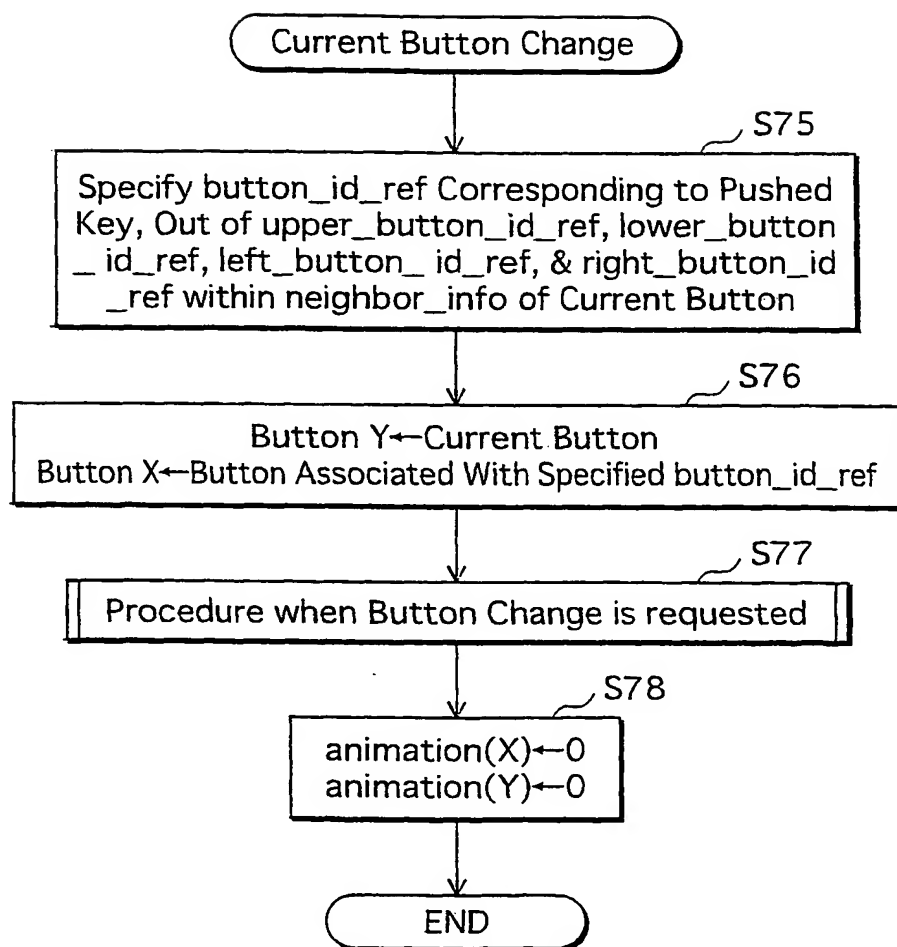 Current Button Change
S75
Specify button_id_ref Corresponding to Pushed
Key, Out of upper_button_id_ref, lower_button
_ id_ref, left_button_ id_ref, & right_button_id
_ref within neighbor_info of Current Button
S76
Button Y←Current Button
Button X←Button Associated With Specified button_id_ref
S77
Procedure when Button Change is requested
S78
animation(X)←0
animation(Y)←0
END